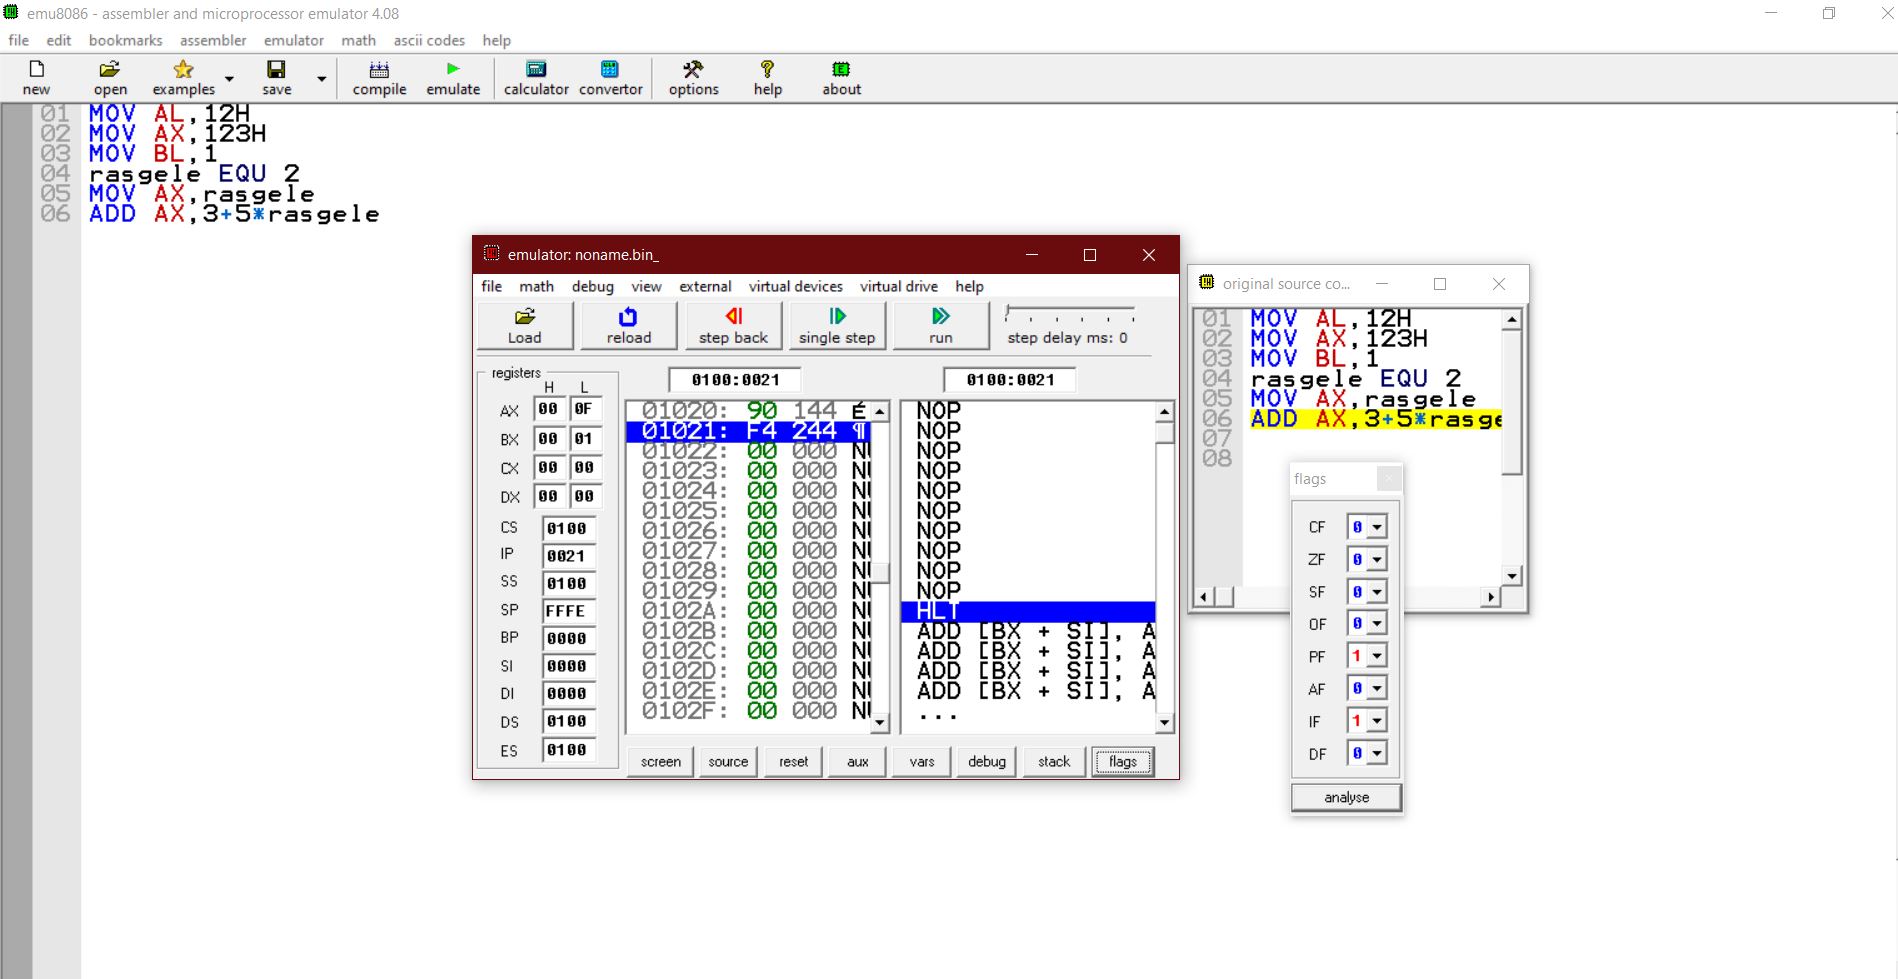 emu8086 - assembler and microprocessor emulator 4.08
file edit bookmarks assembler emulator math ascii codes help
new open examples save compile emulate calculator convertor options help about
01 MOV AL,12H
02 MOV AX,123H
03 MOV BL,1
04 rasgele EQU 2
05 MOV AX,rasgele
06 ADD AX,3+5*rasgele
emulator: noname.bin_
file math debug view external virtual devices virtual drive help
Load reload step back single step run step delay ms: 0
registers
H L
AX 00 0F
BX 00 01
CX 00 00
DX 00 00
CS 0100
IP 0021
SS 0100
SP FFFE
BP 0000
SI 0000
DI 0000
DS 0100
ES 0100
0100:0021
01020: 90 144 É
01021: F4 244 ¶
01022: 00 000 NU
01023: 00 000 NU
01024: 00 000 NU
01025: 00 000 NU
01026: 00 000 NU
01027: 00 000 NU
01028: 00 000 NU
01029: 00 000 NU
0102A: 00 000 NU
0102B: 00 000 NU
0102C: 00 000 NU
0102D: 00 000 NU
0102E: 00 000 NU
0102F: 00 000 NU
0100:0021
NOP
NOP
NOP
NOP
NOP
NOP
NOP
NOP
NOP
NOP
HLT
ADD [BX + SI], A
ADD [BX + SI], A
ADD [BX + SI], A
ADD [BX + SI], A
...
screen source reset aux vars debug stack flags
original source co...
01 MOV AL,12H
02 MOV AX,123H
03 MOV BL,1
04 rasgele EQU 2
05 MOV AX,rasgele
06 ADD AX,3+5*rasge
07
08
flags
CF 0
ZF 0
SF 0
OF 0
PF 1
AF 0
IF 1
DF 0
analyse